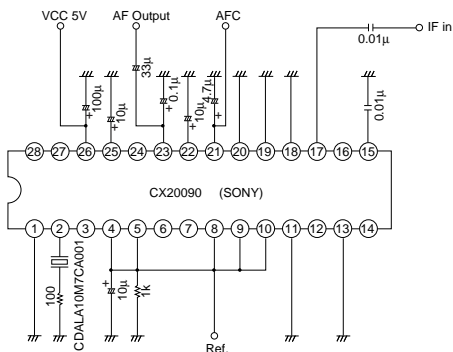 VCC 5V
AF Output
AFC
IF in
0.01μ
33μ
+100μ
+10μ
+0.1μ
+10μ
4.7μ
+
0.01μ
28 27 26 25 24 23 22 21 20 19 18 17 16 15
CX20090 (SONY)
1 2 3 4 5 6 7 8 9 10 11 12 13 14
CDALA10M7CA001
100
+
10μ
1k
Ref.